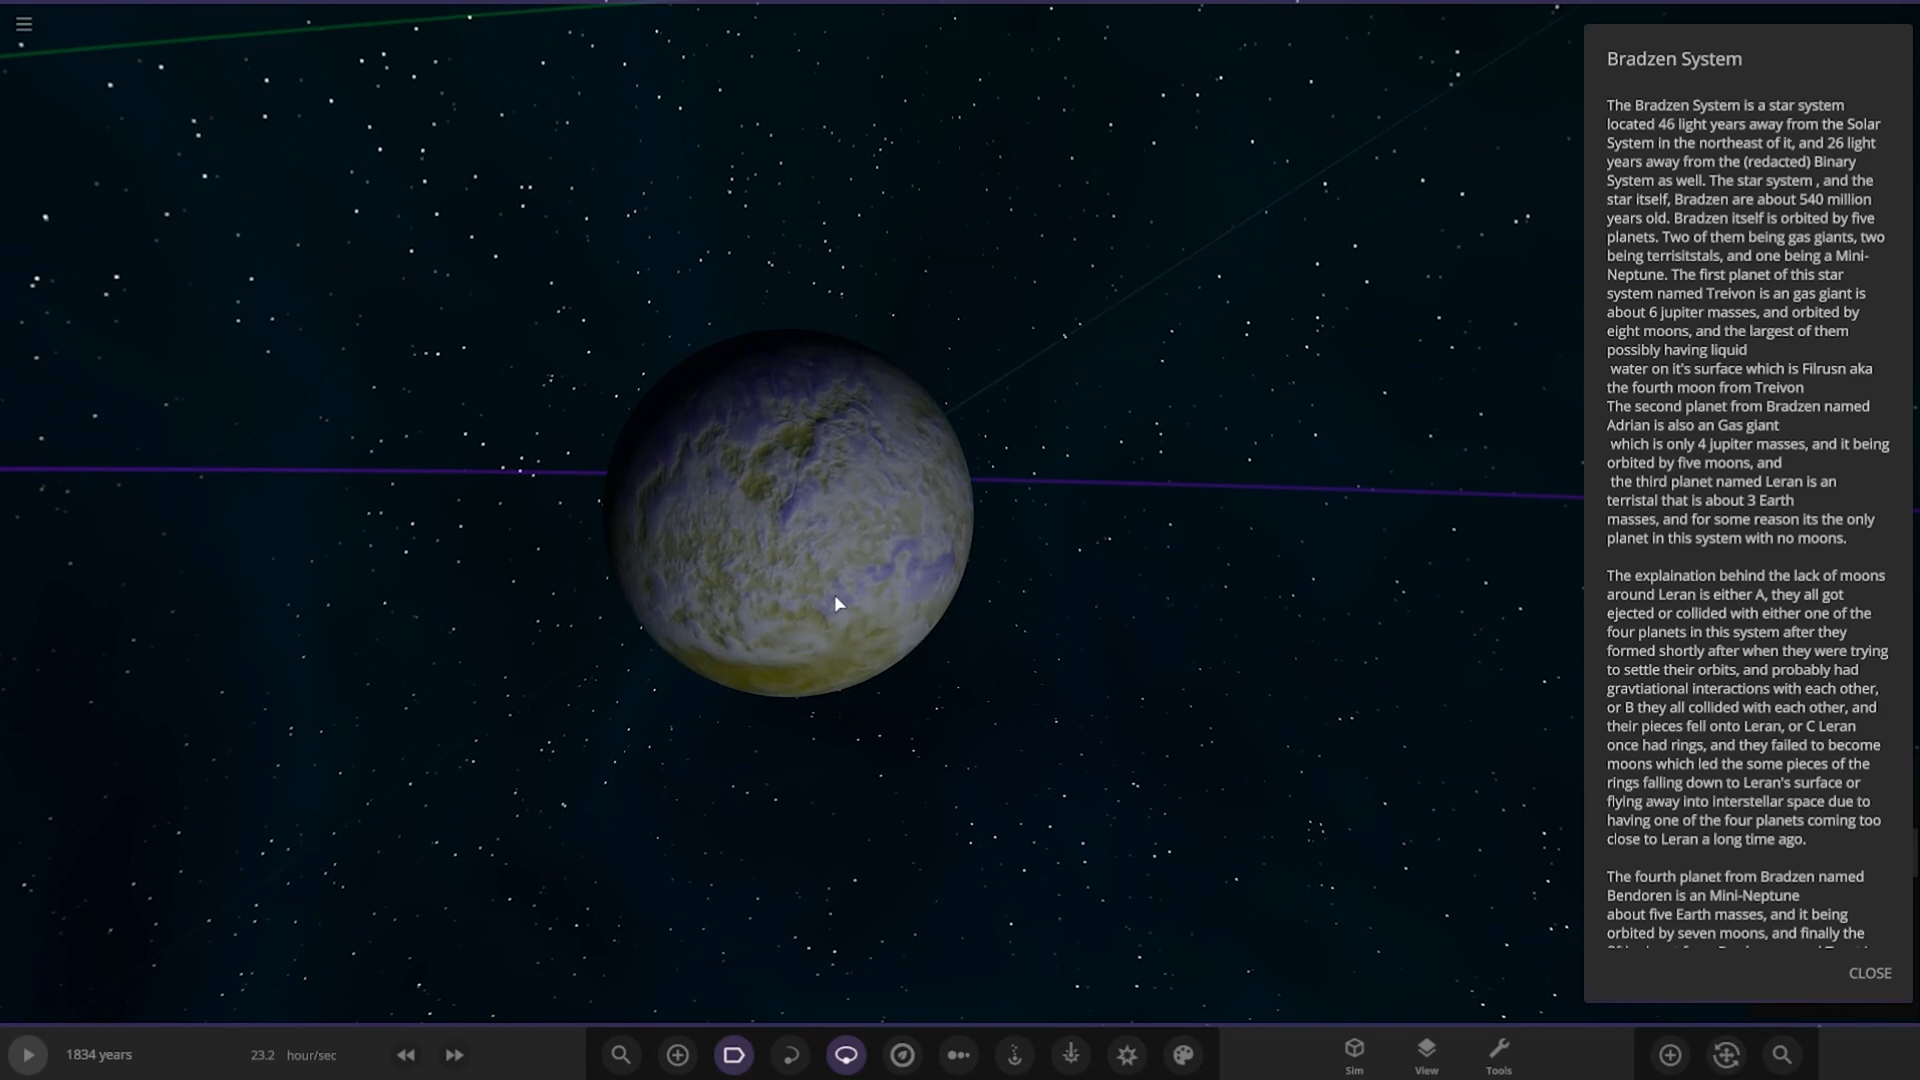 Bradzen System
The Bradzen System is a star system
located 46 light years away from the Solar
System in the northeast of it, and 26 light
years away from the (redacted) Binary
System as well. The star system , and the
star itself, Bradzen are about 540 million
years old. Bradzen itself is orbited by five
planets. Two of them being gas giants, two
being terrisitstals, and one being a Mini-
Neptune. The first planet of this star
system named Treivon is an gas giant is
about 6 jupiter masses, and orbited by
eight moons, and the largest of them
possibly having liquid
water on it's surface which is Filrusn aka
the fourth moon from Treivon
The second planet from Bradzen named
Adrian is also an Gas giant
which is only 4 jupiter masses, and it being
orbited by five moons, and
the third planet named Leran is an
terristal that is about 3 Earth
masses, and for some reason its the only
planet in this system with no moons.
The explaination behind the lack of moons
around Leran is either A, they all got
ejected or collided with either one of the
four planets in this system after they
formed shortly after when they were trying
to settle their orbits, and probably had
gravtiational interactions with each other,
or B they all collided with each other, and
their pieces fell onto Leran, or C Leran
once had rings, and they failed to become
moons which led the some pieces of the
rings falling down to Leran's surface or
flying away into interstellar space due to
having one of the four planets coming too
close to Leran a long time ago.
The fourth planet from Bradzen named
Bendoren is an Mini-Neptune
about five Earth masses, and it being
orbited by seven moons, and finally the
CLOSE
1834 years
23.2 hour/sec
Sim
View
Tools